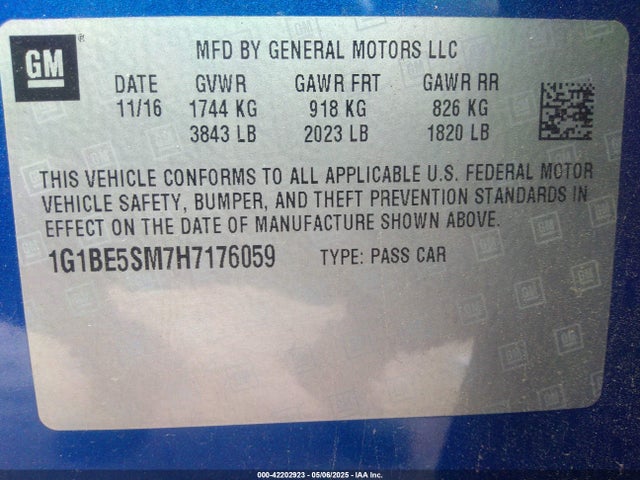 GM
®
MFD BY GENERAL MOTORS LLC
DATE GVWR GAWR FRT GAWR RR
11/16 1744 KG 918 KG 826 KG
3843 LB 2023 LB 1820 LB
THIS VEHICLE CONFORMS TO ALL APPLICABLE U.S. FEDERAL MOTOR
VEHICLE SAFETY, BUMPER, AND THEFT PREVENTION STANDARDS IN
EFFECT ON THE DATE OF MANUFACTURE SHOWN ABOVE.
1G1BE5SM7H7176059 TYPE: PASS CAR
000-42202923 - 05/06/2025 - IAA Inc.